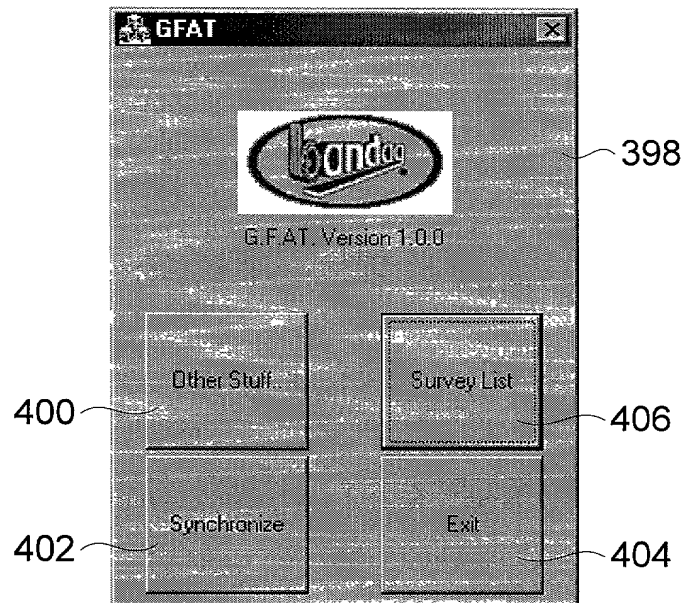 GFAT
bandag
398
G.F.A.T. Version 1.0.0
Other Stuff..
Survey List
400
406
Synchronize
Exit
402
404